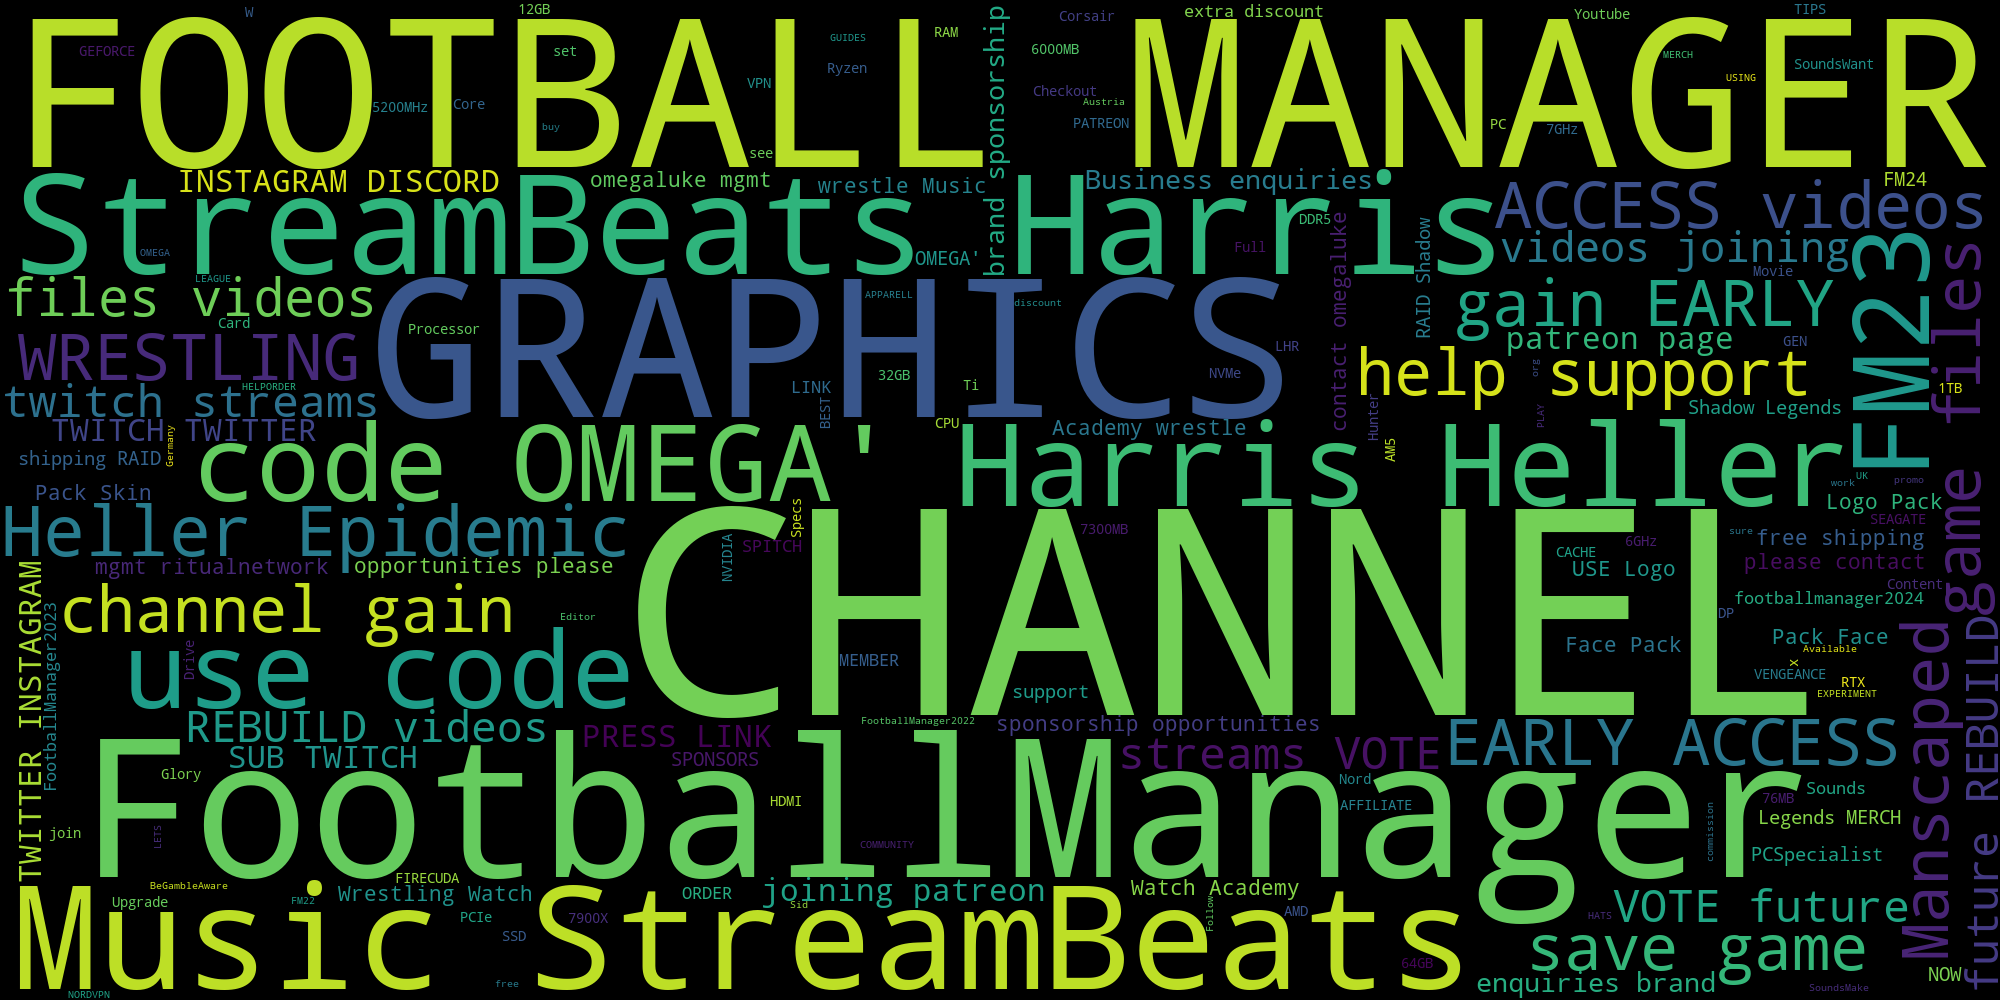 FOOTBALL MANAGER
W
12GB
GEFORCE
set
GUIDES
RAM
Ryzen
VPN
5200MHz
Core
buy
see
brand sponsorship
Corsair
6000MB
extra discount
Youtube
TIPS
MERCH
SoundsWant
USING
Checkout
Austria
PATREON
PC
7GHz
INSTAGRAM DISCORD
omegaluke mgmt
wrestle Music
Business enquiries
FM24
StreamBeats Harris
ACCESS videos
OMEGA
OMEGA'
Full
DDR5
contact omegaluke
RAID Shadow
videos joining
Movie
FM23
game files
LEAGUE
files videos
GRAPHICS
APPARELL
discount
Card
Processor
gain EARLY
patreon page
GEN
WRESTLING
LHR
NVMe
32GB
Ti
LINK
BEST
help support
org
1TB
HELPORDER
twitch streams
Shadow Legends
Hunter
PLAY
TWITCH TWITTER
CPU
Academy wrestle
AM5
Germany
shipping RAID
code OMEGA'
Harris Heller
work
UK
promo
Pack Skin
Logo Pack
Heller Epidemic
Specs
CHANNEL
7300MB
SEAGATE
sure
free shipping
SPITCH
NVIDIA
6GHz
CACHE
USE Logo
please contact
mgmt ritualnetwork
opportunities please
Content
footballmanager2024
TWITTER INSTAGRAM
FootballManager2023
channel gain
Editor
DP
Face Pack
Pack Face
Available
X
Drive
use code
MEMBER
support
VENGEANCE
RTX
EXPERIMENT
Manscaped
future REBUILD
REBUILD videos
PRESS LINK
FootballManager2022
sponsorship opportunities
EARLY ACCESS
SUB TWITCH
SPONSORS
streams VOTE
FootballManager
Glory
Nord
Sounds
HDMI
AFFILIATE
76MB
commission
Legends MERCH
join
LETS
COMMUNITY
PCSpecialist
BeGambleAware
FIRECUDA
Wrestling Watch
ORDER
joining patreon
Watch Academy
Upgrade
FM22
PCIe
7900X
Sid
Follow
AMD
HATS
VOTE future
Music StreamBeats
SSD
64GB
save game
NOW
free
enquiries brand
SoundsMake
NORDVPN